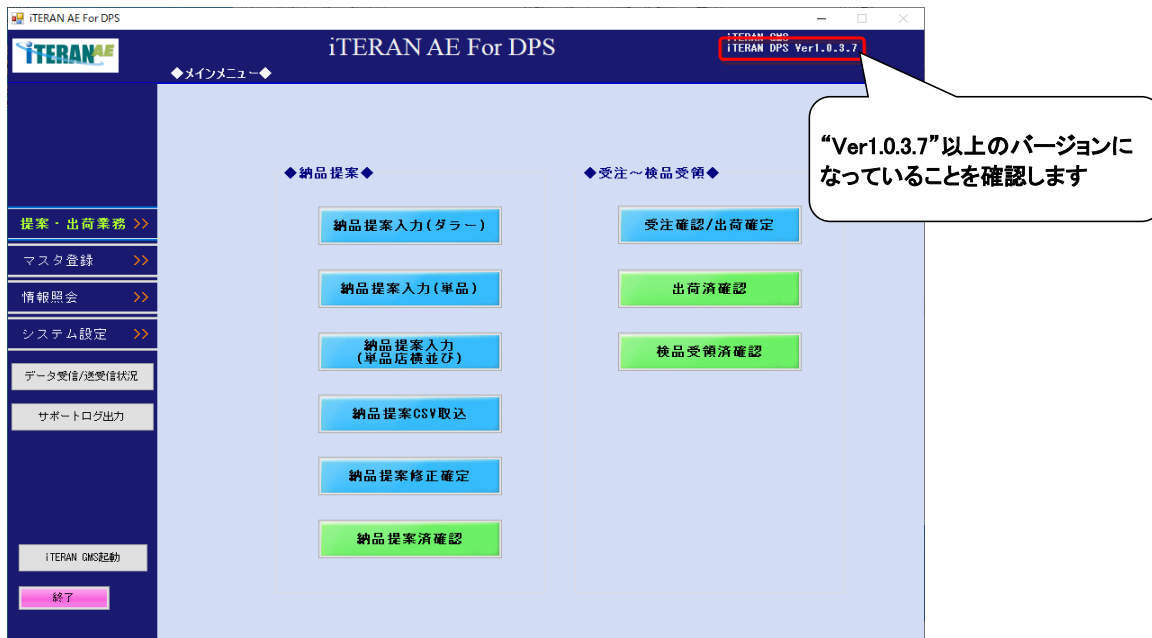 iTERAN AE For DPS
iTERANAE
iTERAN AE For DPS
iTERAN GMS
iTERAN DPS Ver1.0.3.7
◆メインメニュー◆
“Ver1.0.3.7”以上のバージョンに
なっていることを確認します
◆納品提案◆
◆受注～検品受領◆
提案・出荷業務 >>
マスタ登録 >>
情報照会 >>
システム設定 >>
データ受信/送受信状況
サポートログ出力
iTERAN GMS起動
終了
納品提案入力(ダラー)
納品提案入力(単品)
納品提案入力
(単品店横並び)
納品提案CSV取込
納品提案修正確定
納品提案済確認
受注確認/出荷確定
出荷済確認
検品受領済確認